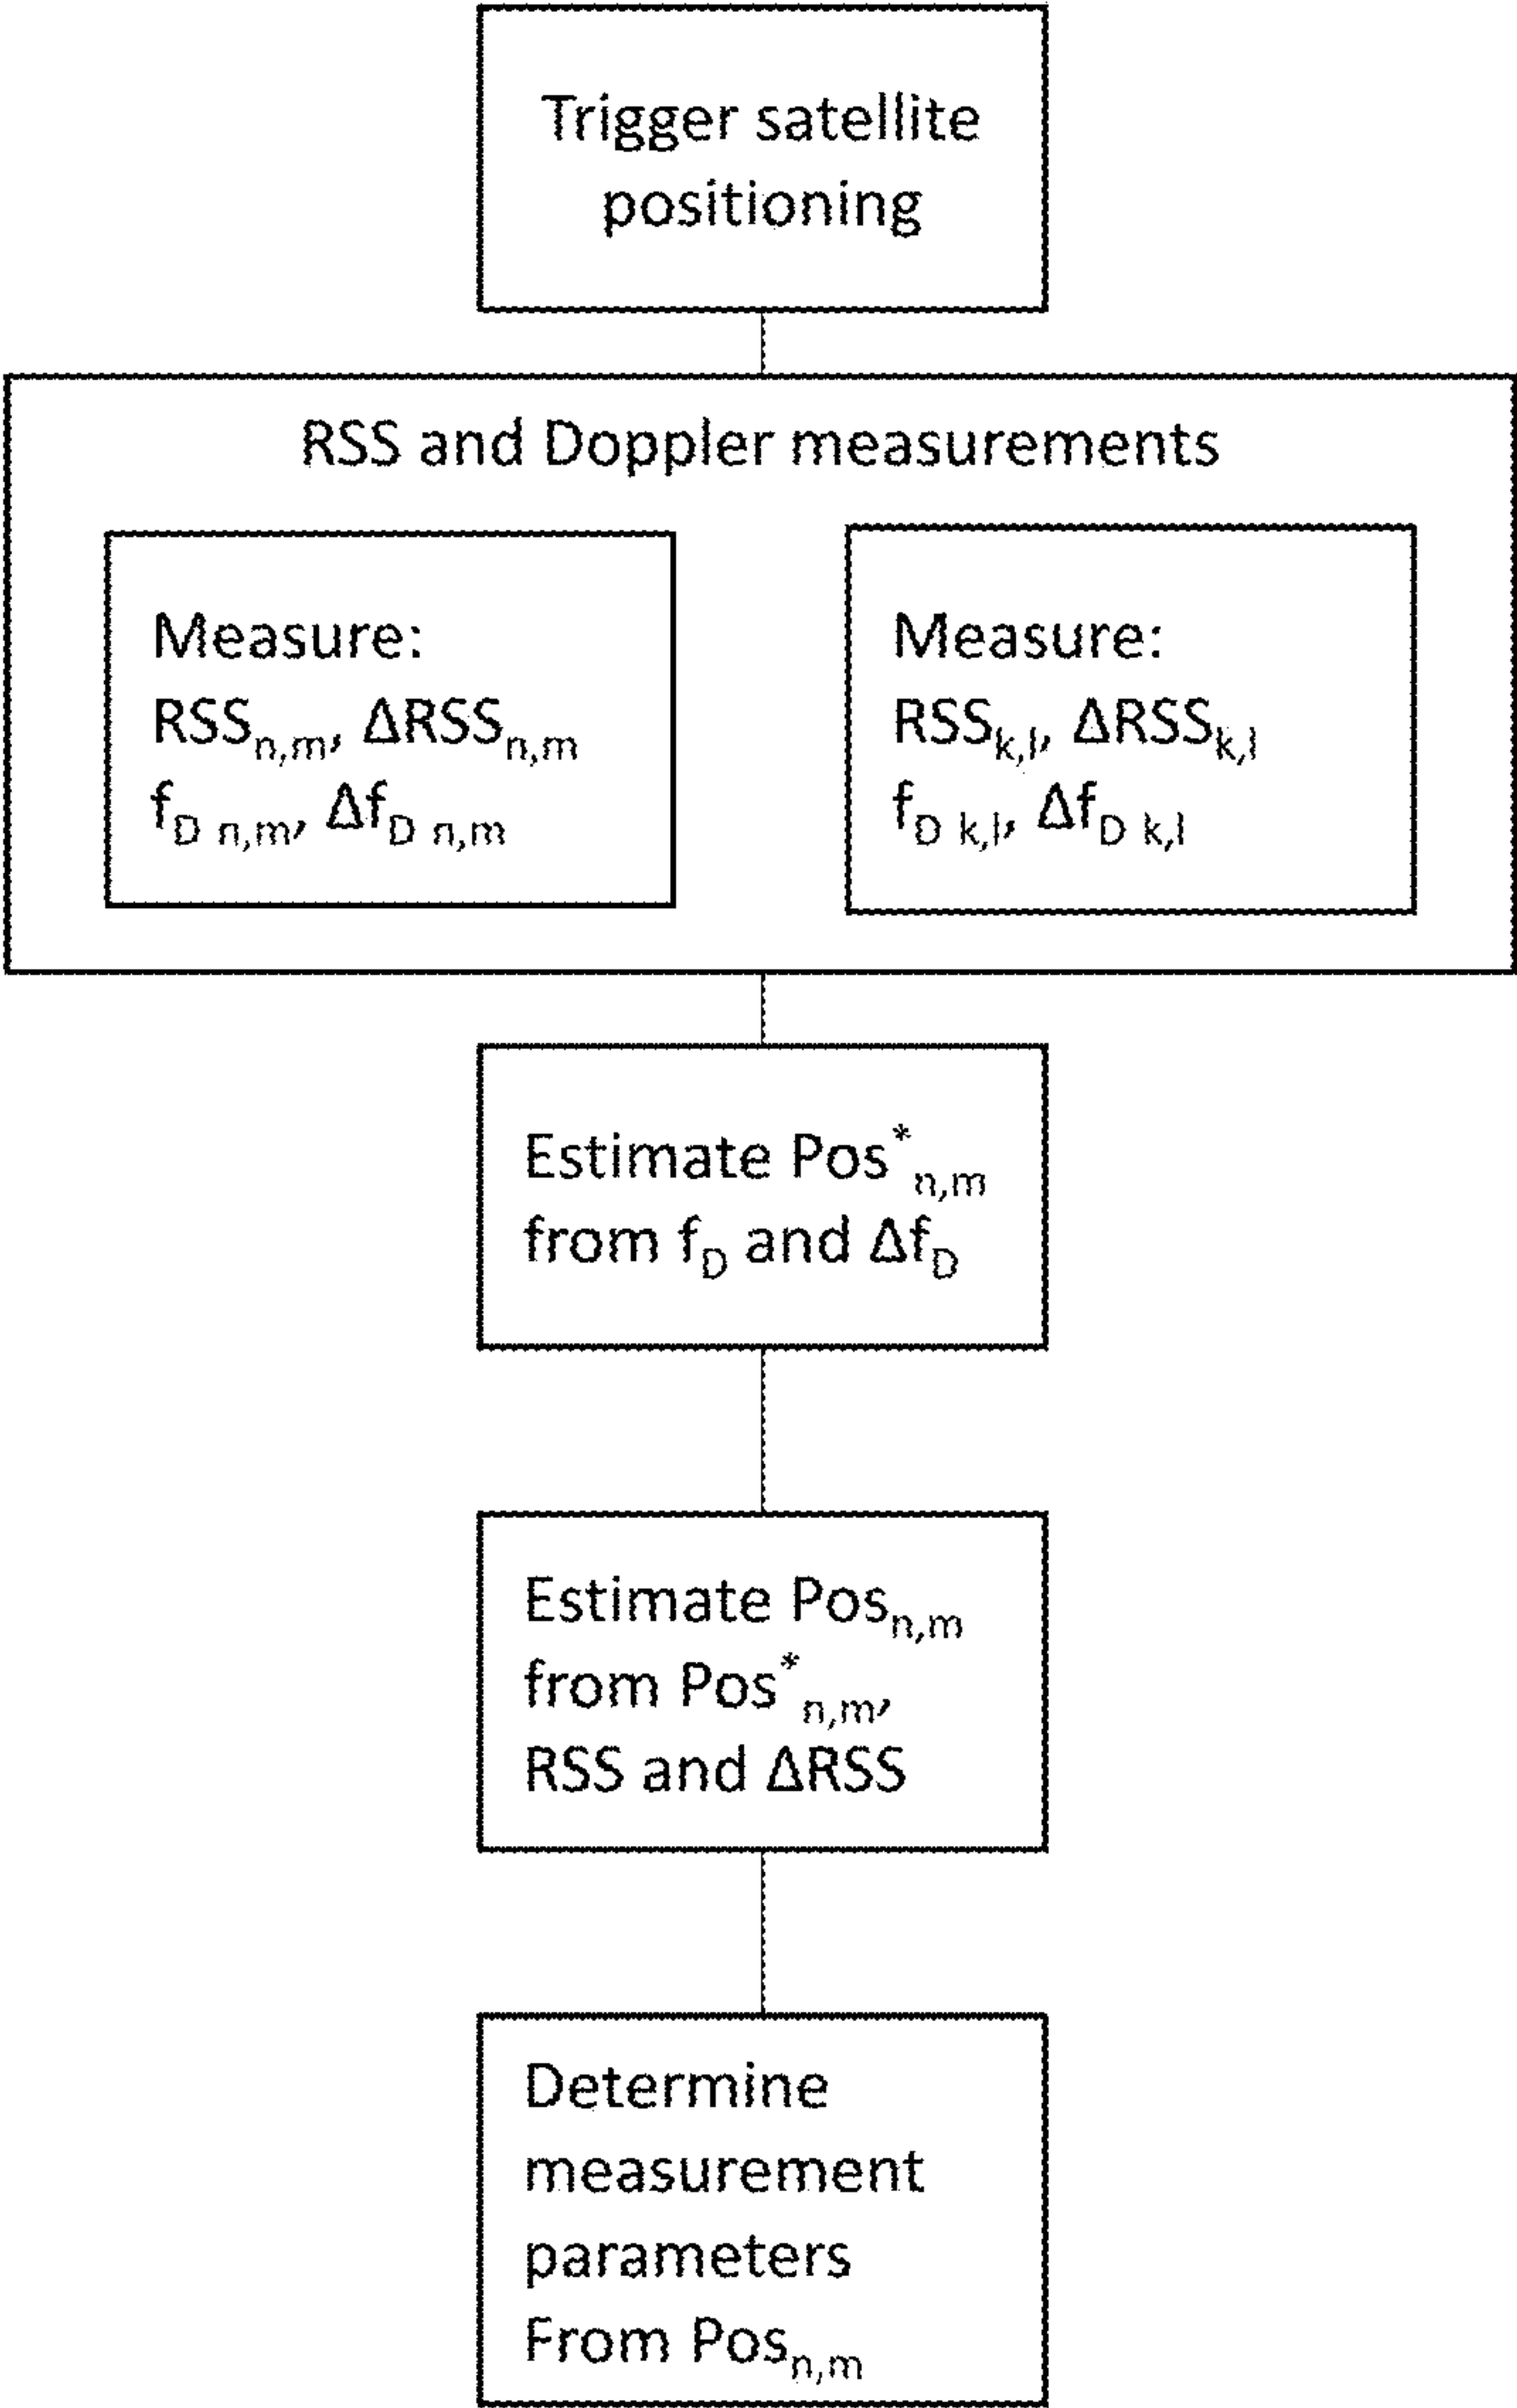 Trigger satellite
positioning
RSS and Doppler measurements
Measure:
RSSn,m, ΔRSSn,m
fD n,m, ΔfD n,m
Measure:
RSSk,l, ΔRSSk,l
fD k,l, ΔfD k,l
Estimate Pos*n,m
from fD and ΔfD
Estimate Posn,m
from Pos*n,m,
RSS and ΔRSS
Determine
measurement
parameters
From Posn,m